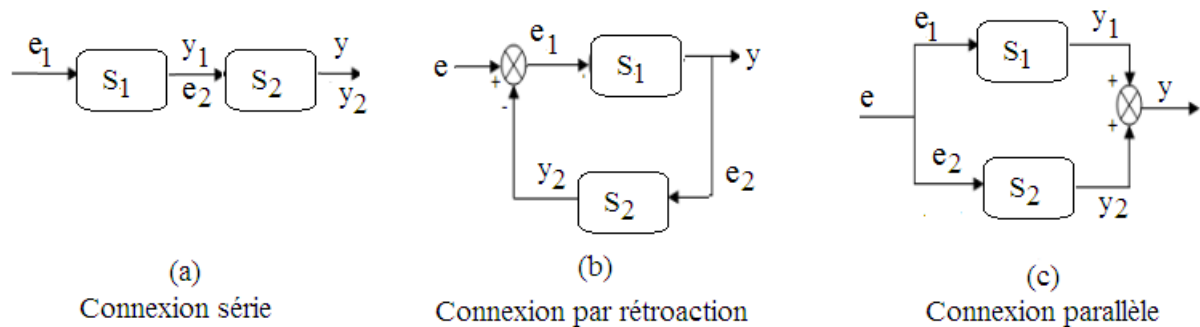 e1
S1
y1
e2
S2
y
y2
(a)
Connexion série
e
+
-
e1
S1
y
y2
S2
e2
(b)
Connexion par rétroaction
e
e1
S1
y1
+
+
y
e2
S2
y2
(c)
Connexion parallèle